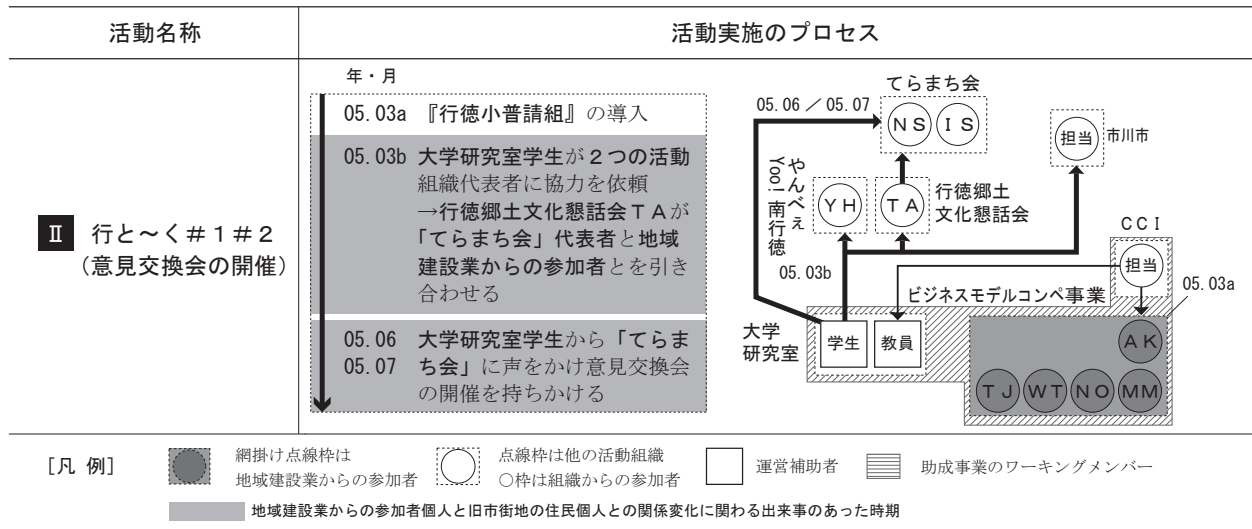 活動名称
活動実施のプロセス
Ⅱ 行と～く＃１＃２
（意見交換会の開催）
年・月
05.03a 『行徳小普請組』の導入
05.03b 大学研究室学生が２つの活動
組織代表者に協力を依頼
→行徳郷土文化懇話会ＴＡが
「てらまち会」代表者と地域
建設業からの参加者とを引き
合わせる
05.06 大学研究室学生から「てらま
05.07 ち会」に声をかけ意見交換会
の開催を持ちかける
てらまち会
05.06 ／ 05.07
ＮＳ
ＩＳ
担当
市川市
やんべぇ
Yoo!南行徳
ＹＨ
ＴＡ
行徳郷土
文化懇話会
ＣＣＩ
担当
05.03b
05.03a
ビジネスモデルコンペ事業
大学
研究室
学生
教員
ＡＫ
ＴＪ
ＷＴ
ＮＯ
ＭＭ
[凡 例]
網掛け点線枠は
地域建設業からの参加者
点線枠は他の活動組織
○枠は組織からの参加者
運営補助者
助成事業のワーキングメンバー
地域建設業からの参加者個人と旧市街地の住民個人との関係変化に関わる出来事のあった時期